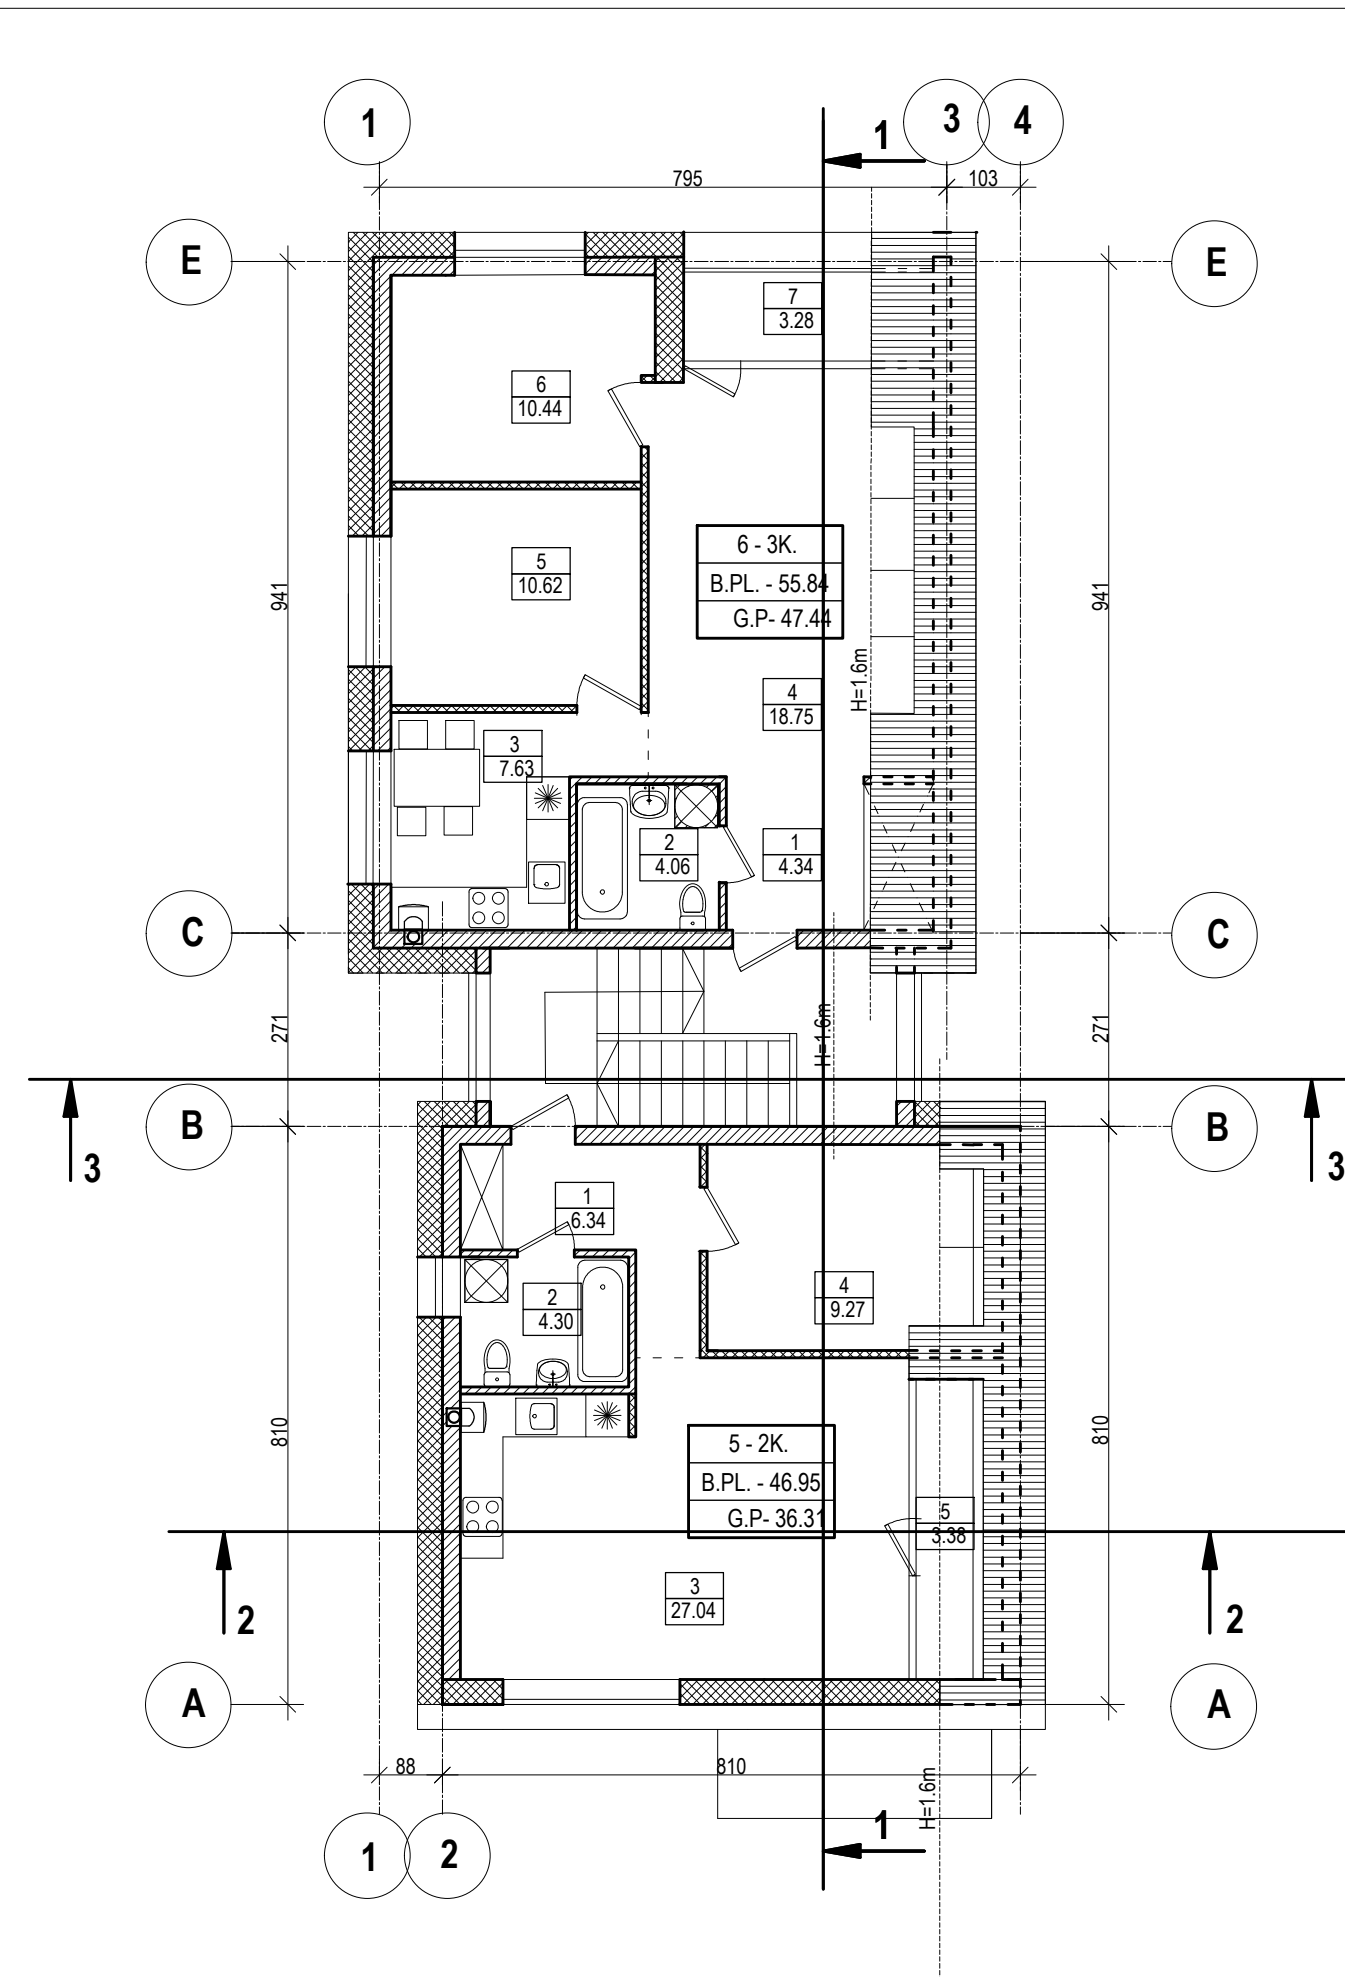 1
3
4
1
795
103
E
E
7
3.28
6
10.44
6 - 3K.
B.PL. - 55.84
G.P- 47.44
5
10.62
941
941
H=1.6m
4
18.75
3
7.63
2
4.06
1
4.34
C
C
271
H=1.6m
271
B
B
3
3
1
6.34
4
9.27
2
4.30
810
810
5 - 2K.
B.PL. - 46.95
G.P- 36.31
5
3.38
3
27.04
2
2
A
A
88
810
H=1.6m
1
1
2